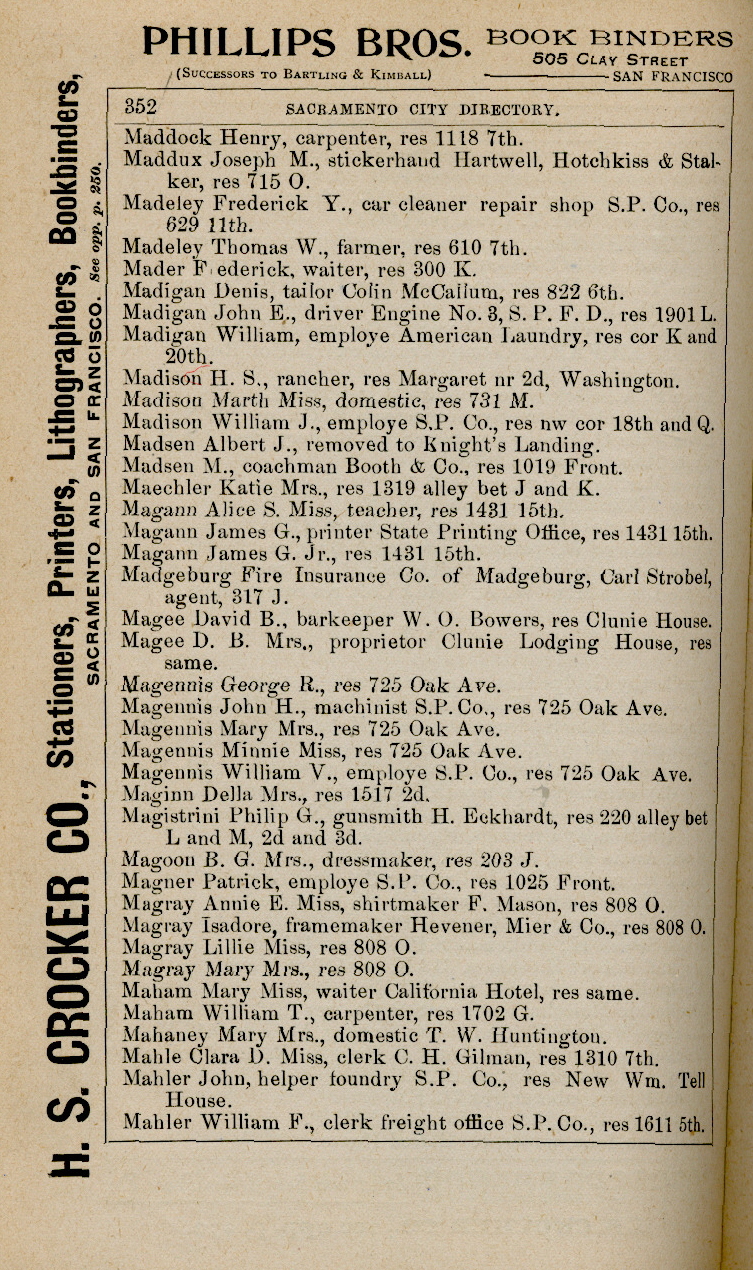 PHILLIPS BROS. BOOK BINDERS
505 CLAY STREET
(SUCCESSORS TO BARTLING & KIMBALL) SAN FRANCISCO
H. S. CROCKER CO., Stationers, Printers, Lithographers, Bookbinders,
SACRAMENTO AND SAN FRANCISCO. See opp. p. 250.
352 SACRAMENTO CITY DIRECTORY.
Maddock Henry, carpenter, res 1118 7th.
Maddux Joseph M., stickerhand Hartwell, Hotchkiss & Stal-
ker, res 715 O.
Madeley Frederick Y., car cleaner repair shop S.P. Co., res
629 11th.
Madeley Thomas W., farmer, res 610 7th.
Mader F ederick, waiter, res 300 K.
Madigan Denis, tailor Colin McCallum, res 822 6th.
Madigan John E., driver Engine No. 3, S. P. F. D., res 1901 L.
Madigan William, employe American Laundry, res cor K and
20th.
Madison H. S., rancher, res Margaret nr 2d, Washington.
Madison Marth Miss, domestic, res 731 M.
Madison William J., employe S.P. Co., res nw cor 18th and Q.
Madsen Albert J., removed to Knight's Landing.
Madsen M., coachman Booth & Co., res 1019 Front.
Maechler Katie Mrs., res 1319 alley bet J and K.
Magann Alice S. Miss, teacher, res 1431 15th.
Magann James G., printer State Printing Office, res 1431 15th.
Magann James G. Jr., res 1431 15th.
Madgeburg Fire Insurance Co. of Madgeburg, Carl Strobel,
agent, 317 J.
Magee David B., barkeeper W. O. Bowers, res Clunie House.
Magee D. B. Mrs., proprietor Clunie Lodging House, res
same.
Magennis George R., res 725 Oak Ave.
Magennis John H., machinist S.P. Co., res 725 Oak Ave.
Magennis Mary Mrs., res 725 Oak Ave.
Magennis Minnie Miss, res 725 Oak Ave.
Magennis William V., employe S.P. Co., res 725 Oak Ave.
Maginn Della Mrs., res 1517 2d.
Magistrini Philip G., gunsmith H. Eckhardt, res 220 alley bet
L and M, 2d and 3d.
Magoon B. G. Mrs., dressmaker, res 203 J.
Magner Patrick, employe S.P. Co., res 1025 Front.
Magray Annie E. Miss, shirtmaker F. Mason, res 808 O.
Magray Isadore, framemaker Hevener, Mier & Co., res 808 O.
Magray Lillie Miss, res 808 O.
Magray Mary Mrs., res 808 O.
Maham Mary Miss, waiter California Hotel, res same.
Maham William T., carpenter, res 1702 G.
Mahaney Mary Mrs., domestic T. W. Huntington.
Mahle Clara D. Miss, clerk C. H. Gilman, res 1310 7th.
Mahler John, helper foundry S.P. Co., res New Wm. Tell
House.
Mahler William F., clerk freight office S.P. Co., res 1611 5th.